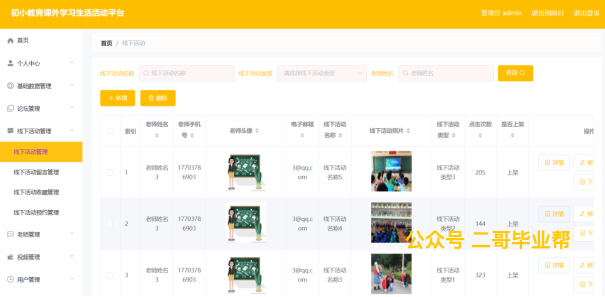 初小教育课外学习生活活动平台
管理员 admin 退出到前台 退出登录
首页
个人中心
基础数据管理
论坛管理
线下活动管理
线下活动管理
线下活动留言管理
线下活动收藏管理
线下活动预约管理
老师管理
视频管理
用户管理
首页 / 线下活动
线下活动名称 线下活动名称 线下活动类型 请选择线下活动类型 老师姓名 老师姓名 查询
+ 新增 删除
索引 老师姓名 老师手机号 老师头像 电子邮箱 线下活动名称 线下活动照片 线下活动类型 点击次数 是否上架 操作
1 老师姓名3 17703786903 3@qq.com 线下活动名称5 线下活动类型3 205 上架 详情 修 下
2 老师姓名3 17703786903 3@qq.com 线下活动名称4 线下活动类型2 144 上架 详情 修 下
3 老师姓名3 17703786903 3@qq.com 线下活动名称3 线下活动类型1 323 上架 详情 修 下
公众号 二哥毕业帮